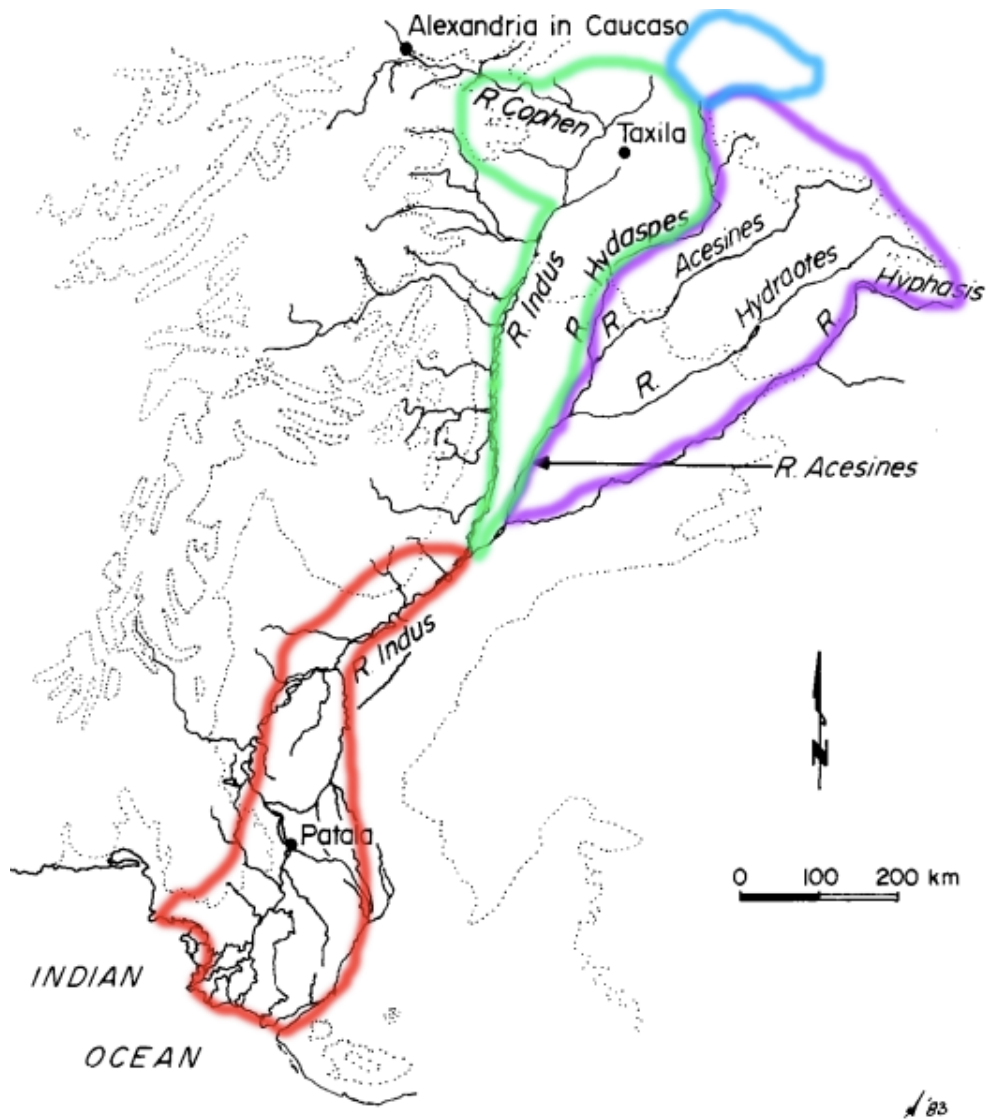 Alexandria in Caucaso
R. Cophen
Taxila
R. Indus
R. Hydaspes
R. Acesines
R. Hydraotes
R. Hyphasis
R. Acesines
R. Indus
N
Patala
0 100 200 km
INDIAN
OCEAN
'83